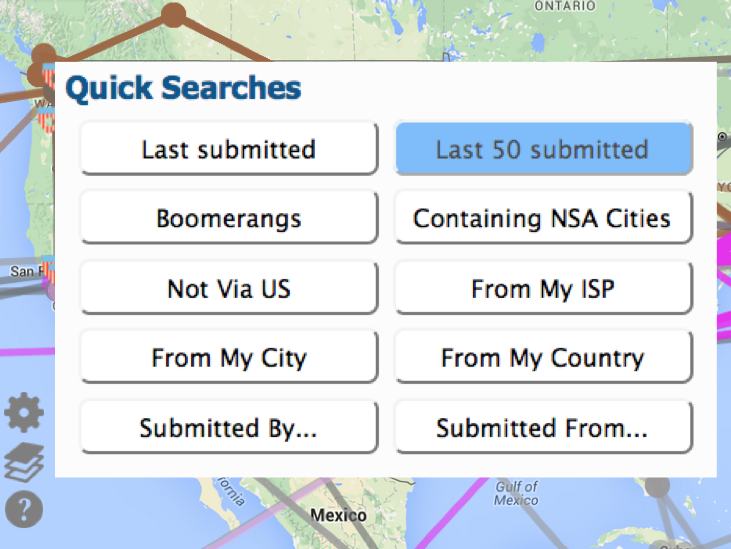 ONTARIO
Quick Searches
Last submitted
Last 50 submitted
Boomerangs
Containing NSA Cities
Not Via US
From My ISP
San F
From My City
From My Country
Submitted By...
Submitted From...
?
Gulf of
Mexico
Mexico